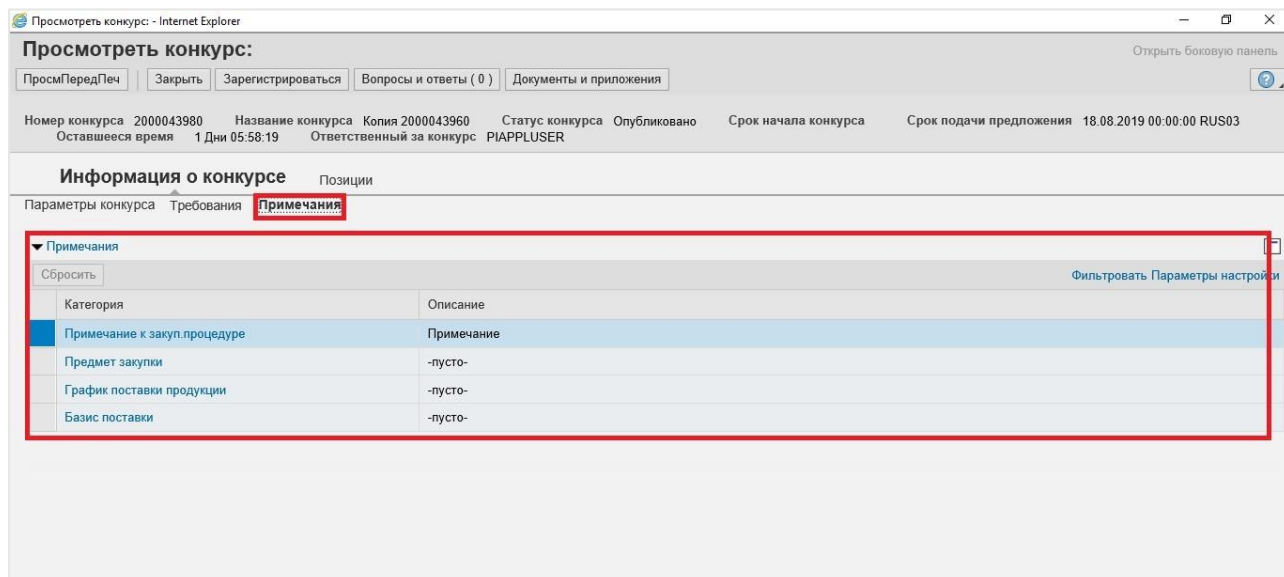 Просмотреть конкурс: - Internet Explorer
Просмотреть конкурс:
Открыть боковую панель
ПросмПередПеч Закрыть Зарегистрироваться Вопросы и ответы ( 0 ) Документы и приложения
Номер конкурса 2000043980 Название конкурса Копия 2000043960 Статус конкурса Опубликовано Срок начала конкурса Срок подачи предложения 18.08.2019 00:00:00 RUS03
Оставшееся время 1 Дни 05:58:19 Ответственный за конкурс PIAPPLUSER
Информация о конкурсе Позиции
Параметры конкурса Требования Примечания
Примечания
Сбросить Фильтровать Параметры настройки
Категория Описание
Примечание к закуп.процедуре Примечание
Предмет закупки -пусто-
График поставки продукции -пусто-
Базис поставки -пусто-